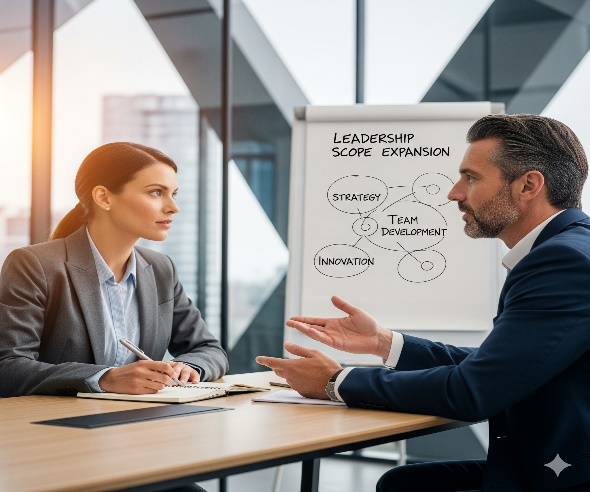 LEADERSHIP
SCOPE EXPANSION
STRATEGY
TEAM
DEVELOPMENT
INNOVATION